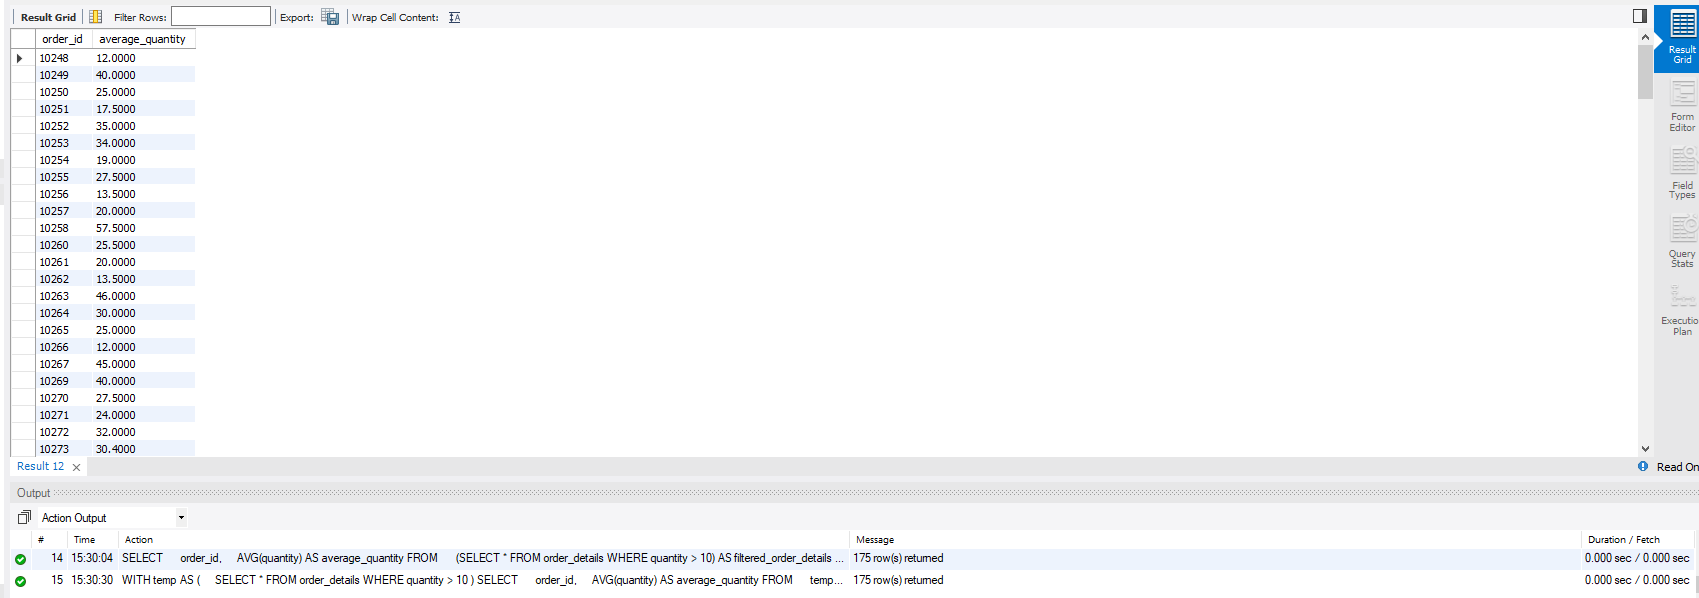 Result Grid Filter Rows: Export: Wrap Cell Content:
order_id average_quantity
10248 12.0000
10249 40.0000
10250 25.0000
10251 17.5000
10252 35.0000
10253 34.0000
10254 19.0000
10255 27.5000
10256 13.5000
10257 20.0000
10258 57.5000
10260 25.5000
10261 20.0000
10262 13.5000
10263 46.0000
10264 30.0000
10265 25.0000
10266 12.0000
10267 45.0000
10269 40.0000
10270 27.5000
10271 24.0000
10272 32.0000
10273 30.4000
Result
Grid
Form
Editor
Field
Types
Query
Stats
Executio
Plan
Result 12
Read On
Output
Action Output
# Time Action Message Duration / Fetch
14 15:30:04 SELECT order_id, AVG(quantity) AS average_quantity FROM (SELECT * FROM order_details WHERE quantity > 10) AS filtered_order_details ... 175 row(s) returned 0.000 sec / 0.000 sec
15 15:30:30 WITH temp AS ( SELECT * FROM order_details WHERE quantity > 10 ) SELECT order_id, AVG(quantity) AS average_quantity FROM temp... 175 row(s) returned 0.000 sec / 0.000 sec